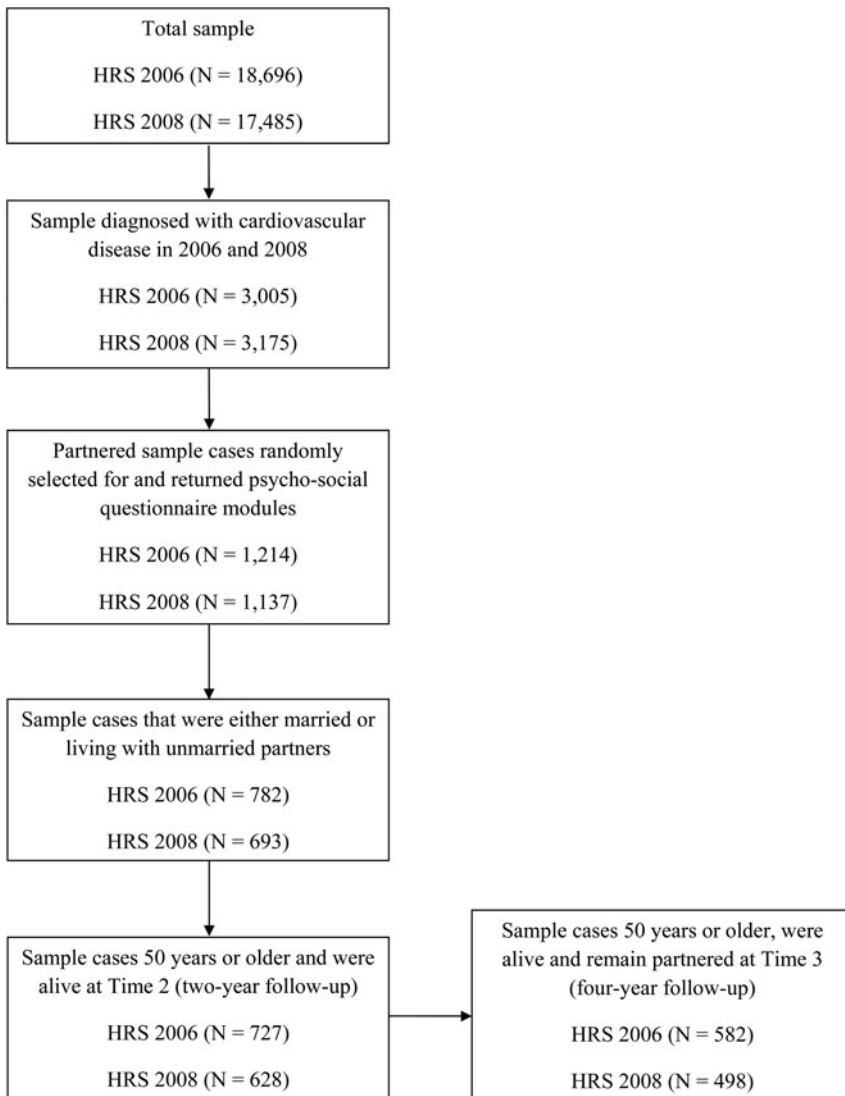 Total sample
HRS 2006 (N = 18,696)
HRS 2008 (N = 17,485)
Sample diagnosed with cardiovascular
disease in 2006 and 2008
HRS 2006 (N = 3,005)
HRS 2008 (N = 3,175)
Partnered sample cases randomly
selected for and returned psycho-social
questionnaire modules
HRS 2006 (N = 1,214)
HRS 2008 (N = 1,137)
Sample cases that were either married or
living with unmarried partners
HRS 2006 (N = 782)
HRS 2008 (N = 693)
Sample cases 50 years or older and were
alive at Time 2 (two-year follow-up)
HRS 2006 (N = 727)
HRS 2008 (N = 628)
Sample cases 50 years or older, were
alive and remain partnered at Time 3
(four-year follow-up)
HRS 2006 (N = 582)
HRS 2008 (N = 498)